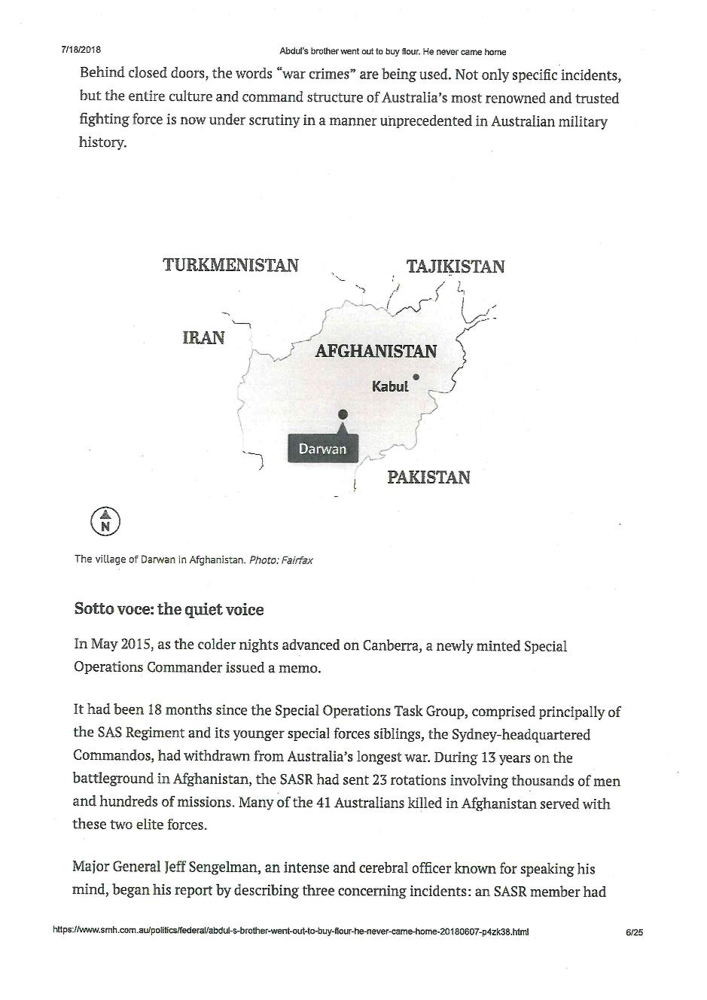 7/18/2018
Abdul's brother went out to buy flour. He never came home
Behind closed doors, the words “war crimes” are being used. Not only specific incidents,
but the entire culture and command structure of Australia's most renowned and trusted
fighting force is now under scrutiny in a manner unprecedented in Australian military
history.
TURKMENISTAN
TAJIKISTAN
IRAN
AFGHANISTAN
Kabul
Darwan
PAKISTAN
N
The village of Darwan in Afghanistan. Photo: Fairfax
Sotto voce: the quiet voice
In May 2015, as the colder nights advanced on Canberra, a newly minted Special
Operations Commander issued a memo.
It had been 18 months since the Special Operations Task Group, comprised principally of
the SAS Regiment and its younger special forces siblings, the Sydney-headquartered
Commandos, had withdrawn from Australia's longest war. During 13 years on the
battleground in Afghanistan, the SASR had sent 23 rotations involving thousands of men
and hundreds of missions. Many of the 41 Australians killed in Afghanistan served with
these two elite forces.
Major General Jeff Sengelman, an intense and cerebral officer known for speaking his
mind, began his report by describing three concerning incidents: an SASR member had
https://www.smh.com.au/politics/federal/abdul-s-brother-went-out-to-buy-flour-he-never-came-home-20180607-p4zk38.html
6/25